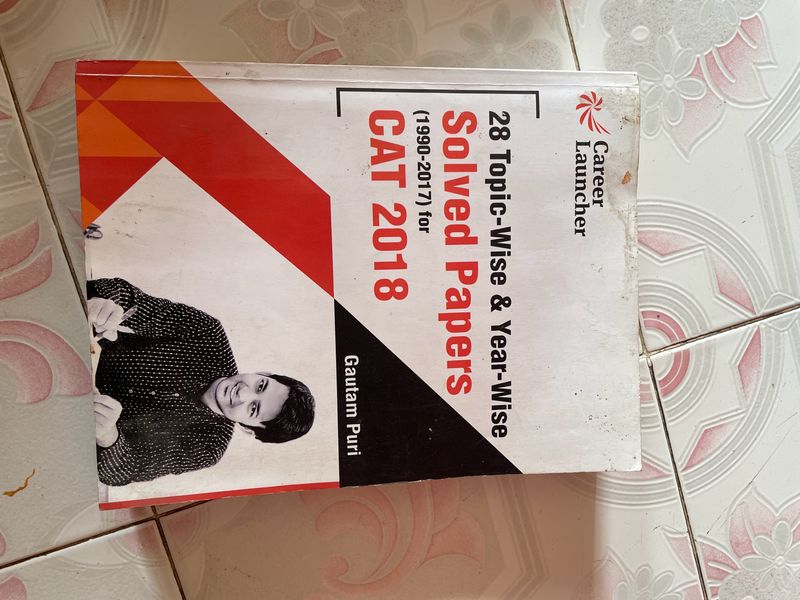 Career
Launcher
28 Topic-Wise & Year-Wise
Solved Papers
(1990-2017) for
CAT 2018
Gautam Puri